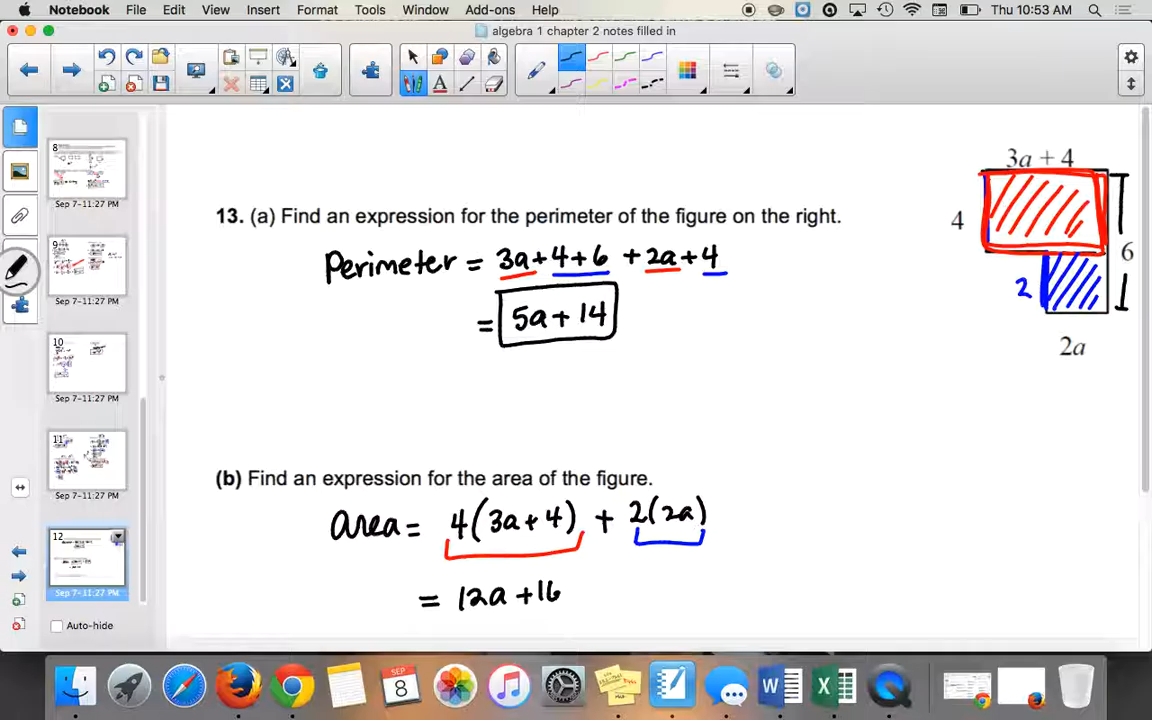 Notebook File Edit View Insert Format Tools Window Add-ons Help Thu 10:53 AM
algebra 1 chapter 2 notes filled in
8
Sep 7-11:27 PM
9
Sep 7-11:27 PM
10
Sep 7-11:27 PM
11
Sep 7-11:27 PM
12
Sep 7-11:27 PM
Auto-hide
3a + 4
4
6
2
2a
13. (a) Find an expression for the perimeter of the figure on the right.
Perimeter = 3a+4+6 +2a+4
= 5a+14
(b) Find an expression for the area of the figure.
area= 4(3a+4) + 2(2a)
= 12a +16
SEP
8
W
X